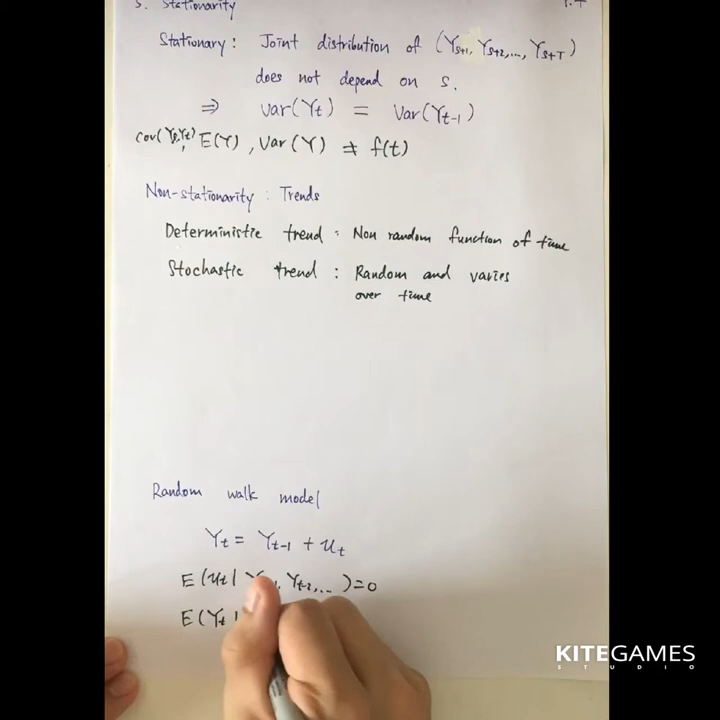 5. Stationarity
Stationary : Joint distribution of (Ys+1, Ys+2,..., Ys+T)
does not depend on s.
⇒ Var(Yt) = Var(Yt-1)
Cov(Ys,Yt), E(Y), Var(Y) ≠ f(t)
Non-stationarity : Trends
Deterministic trend : Non random function of time
Stochastic trend : Random and varies
over time
Random walk model
Yt = Yt-1 + ut
E(ut| Yt-2,... )=0
E(Yt |
KITEGAMES
STUDIO